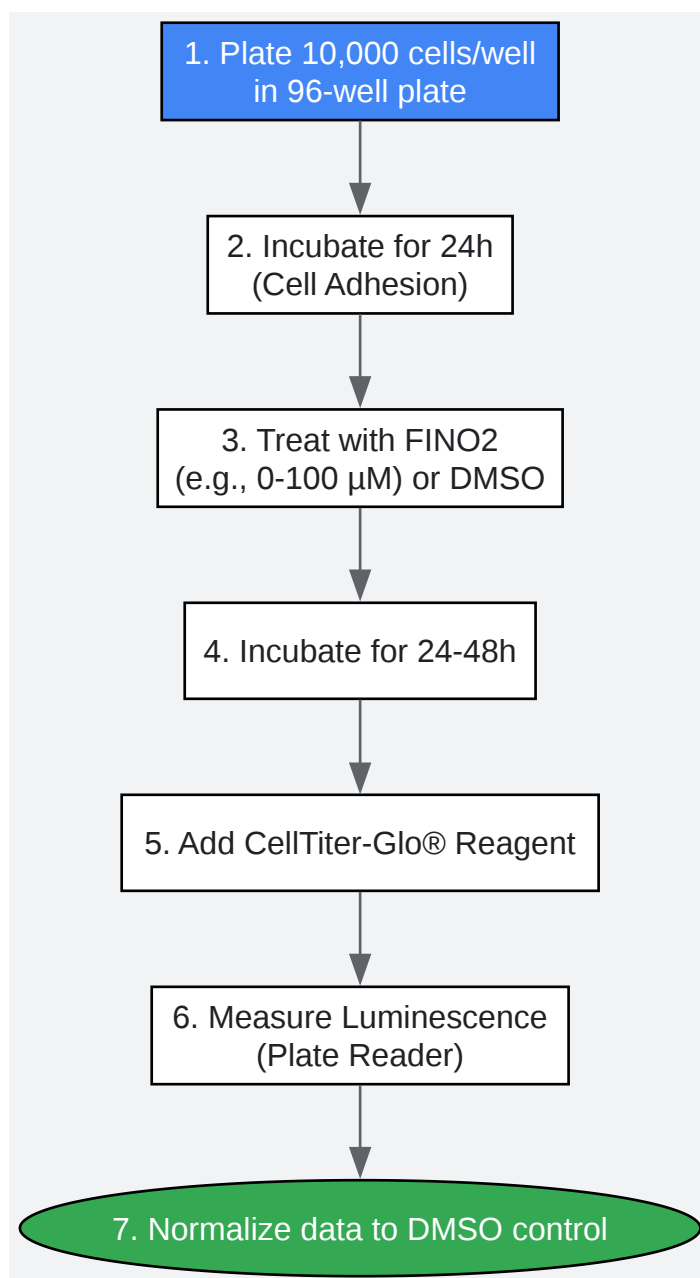 1. Plate 10,000 cells/well
in 96-well plate
2. Incubate for 24h
(Cell Adhesion)
3. Treat with FINO2
(e.g., 0-100 µM) or DMSO
4. Incubate for 24-48h
5. Add CellTiter-Glo® Reagent
6. Measure Luminescence
(Plate Reader)
7. Normalize data to DMSO control